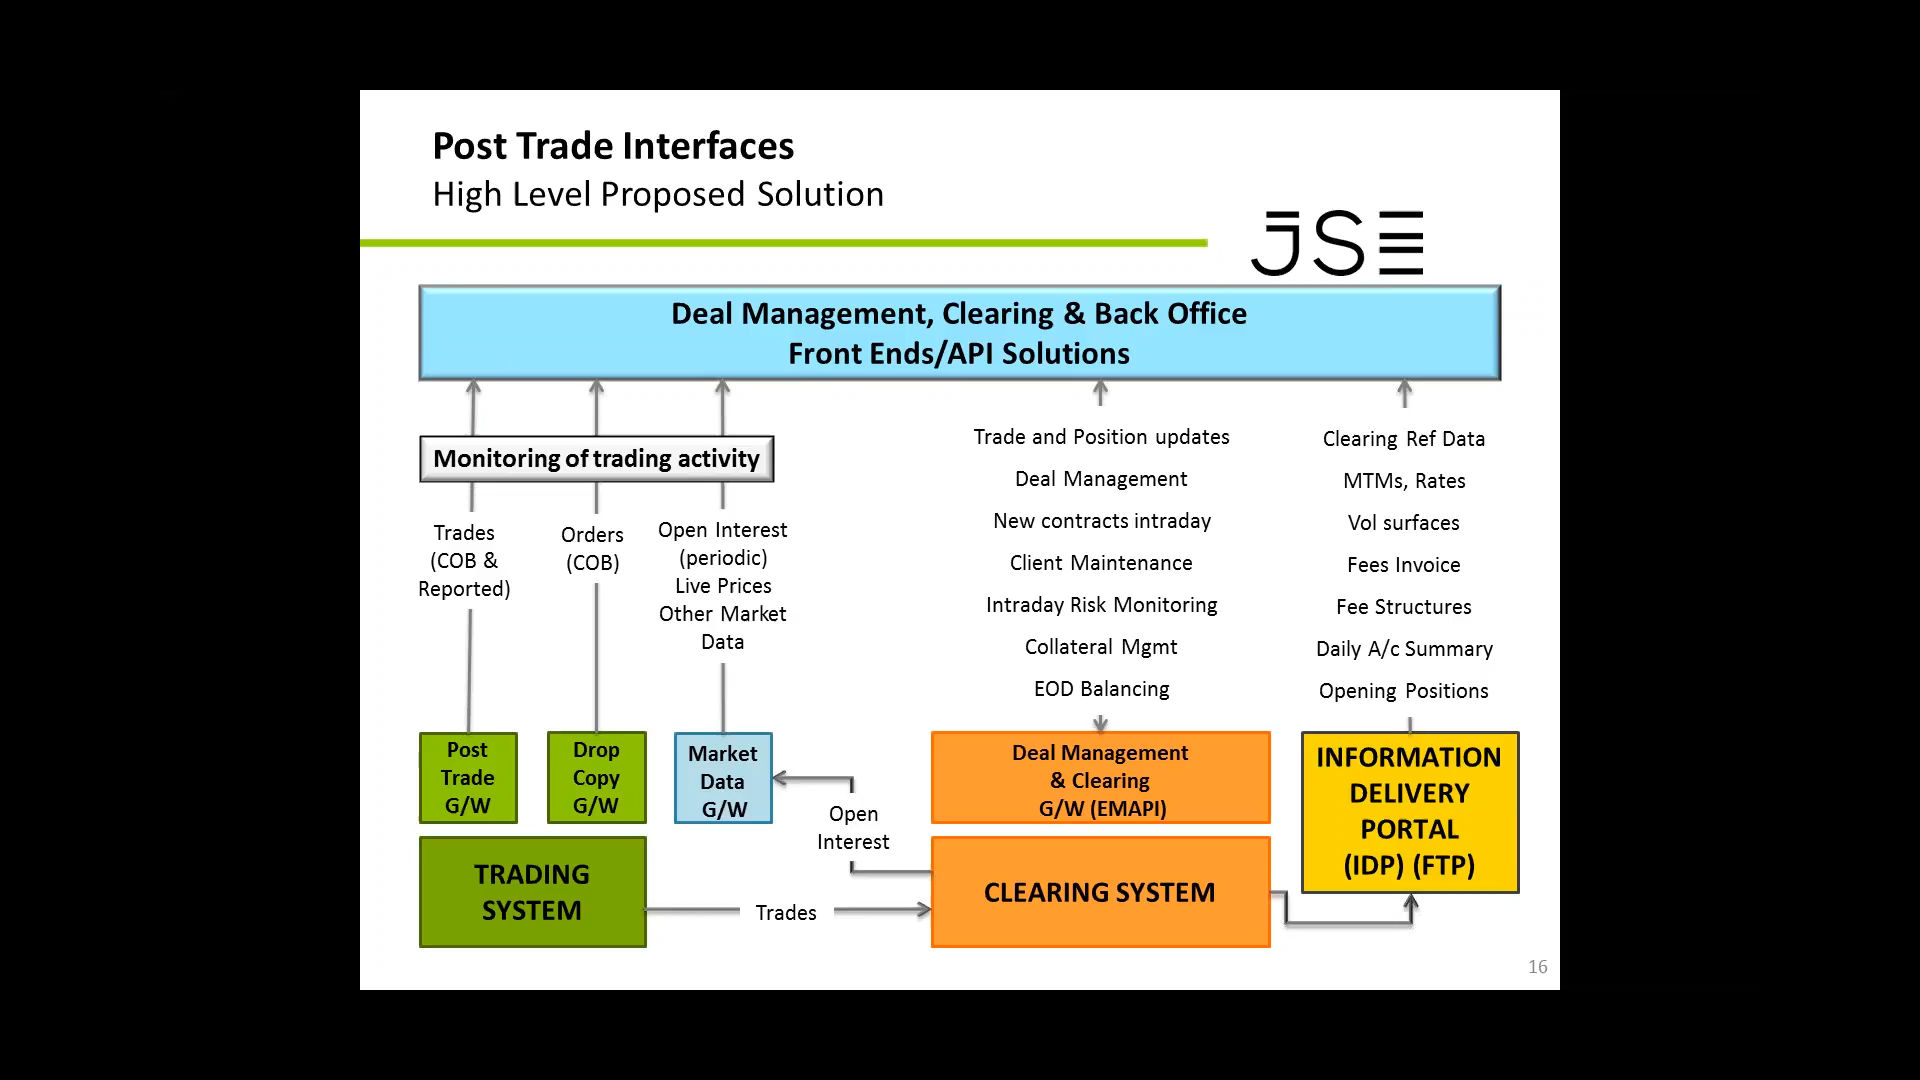 Post Trade Interfaces
High Level Proposed Solution
JSE
Deal Management, Clearing & Back Office
Front Ends/API Solutions
Monitoring of trading activity
Trades
(COB &
Reported)
Orders
(COB)
Open Interest
(periodic)
Live Prices
Other Market
Data
Trade and Position updates
Deal Management
New contracts intraday
Client Maintenance
Intraday Risk Monitoring
Collateral Mgmt
EOD Balancing
Clearing Ref Data
MTMs, Rates
Vol surfaces
Fees Invoice
Fee Structures
Daily A/c Summary
Opening Positions
Post
Trade
G/W
Drop
Copy
G/W
Market
Data
G/W
Open
Interest
Deal Management
& Clearing
G/W (EMAPI)
INFORMATION
DELIVERY
PORTAL
(IDP) (FTP)
TRADING
SYSTEM
Trades
CLEARING SYSTEM
16